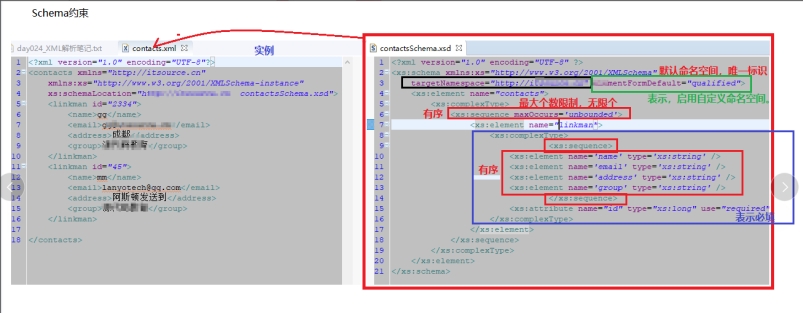 Schema约束
day024_XML解析笔记.txt
contacts.xml
实例
1 <?xml version="1.0" encoding="UTF-8"?>
2 <contacts xmlns="http://itsource.cn"
3 xmlns:xs="http://www.w3.org/2001/XMLSchema-instance"
4 xs:schemaLocation="h contactsSchema.xsd">
5 <linkman id="2334">
6 <name>gg</name>
7 <email>gg</email>
8 <address>成都</address>
9 <group></group>
10 </linkman>
11 <linkman id="45">
12 <name>mm</name>
13 <email>lanyotech@qq.com</email>
14 <address>阿斯顿发送到</address>
15 <group></group>
16 </linkman>
17
18 </contacts>
contactsSchema.xsd
1 <?xml version="1.0" encoding="UTF-8" ?>
2 <xs:schema xmlns:xs="http://www.w3.org/2001/XMLSchema"
默认命名空间，唯一标识
3 targetNamespace="http://i elementFormDefault="qualified">
表示，启用自定义命名空间。
4 <xs:element name="contacts">
5 <xs:complexType>
最大个数限制，无限个
有序
6 <xs:sequence maxOccurs='unbounded'>
7 <xs:element name="linkman">
8 <xs:complexType>
9 <xs:sequence>
有序
10 <xs:element name='name' type='xs:string' />
11 <xs:element name='email' type='xs:string' />
12 <xs:element name='address' type='xs:string' />
13 <xs:element name='group' type='xs:string' />
14 </xs:sequence>
15 <xs:attribute name="id" type="xs:long" use="required"
表示必填
16 </xs:complexType>
17 </xs:element>
18 </xs:sequence>
19 </xs:complexType>
20 </xs:element>
21 </xs:schema>